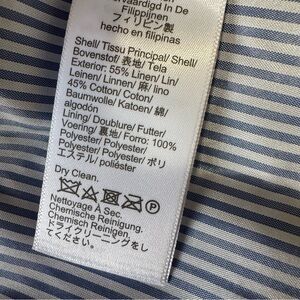 Vervaardigd In De
Filipijnen
フィリピン製
hecho en filipinas
Shell/ Tissu Principal/ Shell/
Bovenstof/ 表地/ Tela
Exterior: 55% Linen/ Lin/
Leinen/ Linnen/ 麻/ lino
45% Cotton/ Coton/
Baumwolle/ Katoen/ 綿/
algodón
Lining/ Doublure/ Futter/
Voering/ 裏地/ Forro: 100%
Polyester/ Polyester/
Polyester/ Polyester/ ポリ
エステル/ Poliéster
Dry Clean.
P
Nettoyage A Sec.
Chemische Reinigung.
Chemisch Reinigen.
ドライクリーニングをし
てください。